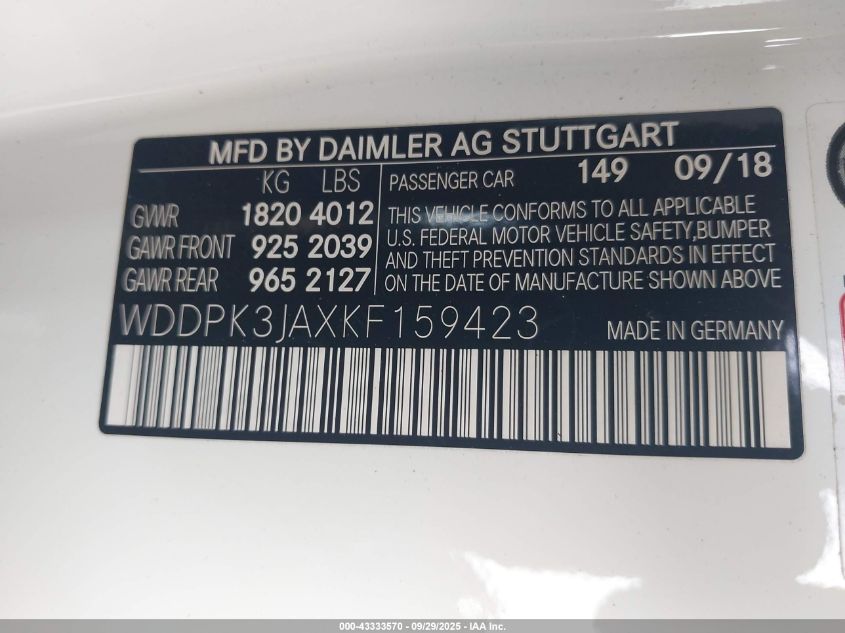 MFD BY DAIMLER AG STUTTGART
KG LBS
GVWR 1820 4012
GAWR FRONT 925 2039
GAWR REAR 965 2127
PASSENGER CAR 149 09/18
THIS VEHICLE CONFORMS TO ALL APPLICABLE
U.S. FEDERAL MOTOR VEHICLE SAFETY,BUMPER
AND THEFT PREVENTION STANDARDS IN EFFECT
ON THE DATE OF MANUFACTURE SHOWN ABOVE
WDDPK3JAXKF159423 MADE IN GERMANY
000-43333570 | 09/29/2025 - IAA Inc.